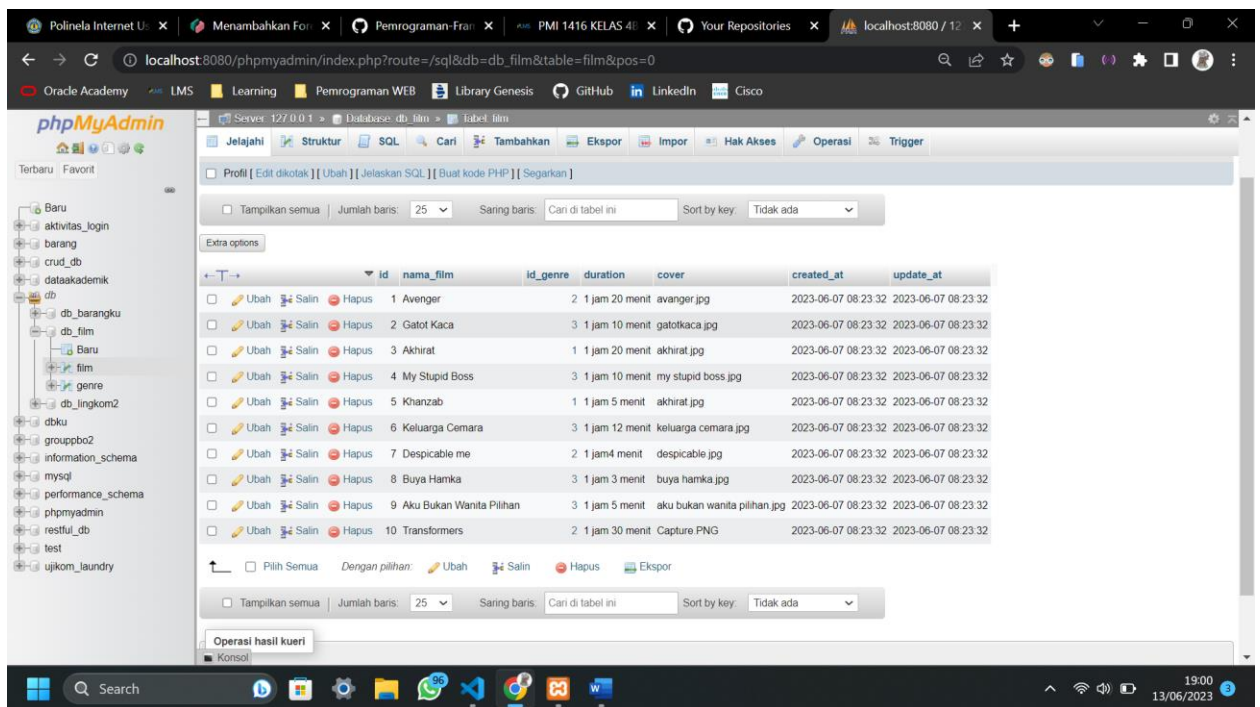 Polinela Internet Us
Menambahkan For
Pemrograman-Fran
PMI 1416 KELAS 4B
Your Repositories
localhost:8080 / 12
localhost:8080/phpmyadmin/index.php?route=/sql&db=db_film&table=film&pos=0
Oracle Academy LMS Learning Pemrograman WEB Library Genesis GitHub LinkedIn Cisco
phpMyAdmin
Terbaru Favorit
Baru
aktivitas_login
barang
crud_db
dataakademik
db
db_barangku
db_film
Baru
film
genre
db_lingkom2
dbku
grouppbo2
information_schema
mysql
performance_schema
phpmyadmin
restful_db
test
ujikom_laundry
Server: 127.0.0.1 » Database: db_film » Tabel: film
Jelajahi Struktur SQL Cari Tambahkan Ekspor Impor Hak Akses Operasi Trigger
Profil [ Edit dikotak ] [ Ubah ] [ Jelaskan SQL ] [ Buat kode PHP ] [ Segarkan ]
Tampilkan semua | Jumlah baris: 25 Saring baris: Cari di tabel ini Sort by key: Tidak ada
Extra options
←T→ id nama_film id_genre duration cover created_at update_at
Ubah Salin Hapus 1 Avenger 2 1 jam 20 menit avanger.jpg 2023-06-07 08:23:32 2023-06-07 08:23:32
Ubah Salin Hapus 2 Gatot Kaca 3 1 jam 10 menit gatotkaca.jpg 2023-06-07 08:23:32 2023-06-07 08:23:32
Ubah Salin Hapus 3 Akhirat 1 1 jam 20 menit akhirat.jpg 2023-06-07 08:23:32 2023-06-07 08:23:32
Ubah Salin Hapus 4 My Stupid Boss 3 1 jam 10 menit my stupid boss.jpg 2023-06-07 08:23:32 2023-06-07 08:23:32
Ubah Salin Hapus 5 Khanzab 1 1 jam 5 menit akhirat.jpg 2023-06-07 08:23:32 2023-06-07 08:23:32
Ubah Salin Hapus 6 Keluarga Cemara 3 1 jam 12 menit keluarga cemara.jpg 2023-06-07 08:23:32 2023-06-07 08:23:32
Ubah Salin Hapus 7 Despicable me 2 1 jam4 menit despicable.jpg 2023-06-07 08:23:32 2023-06-07 08:23:32
Ubah Salin Hapus 8 Buya Hamka 3 1 jam 3 menit buya hamka.jpg 2023-06-07 08:23:32 2023-06-07 08:23:32
Ubah Salin Hapus 9 Aku Bukan Wanita Pilihan 3 1 jam 5 menit aku bukan wanita pilihan.jpg 2023-06-07 08:23:32 2023-06-07 08:23:32
Ubah Salin Hapus 10 Transformers 2 1 jam 30 menit Capture.PNG 2023-06-07 08:23:32 2023-06-07 08:23:32
Pilih Semua Dengan pilihan: Ubah Salin Hapus Ekspor
Tampilkan semua | Jumlah baris: 25 Saring baris: Cari di tabel ini Sort by key: Tidak ada
Operasi hasil kueri
Konsol
Search
96
19:00
13/06/2023
3